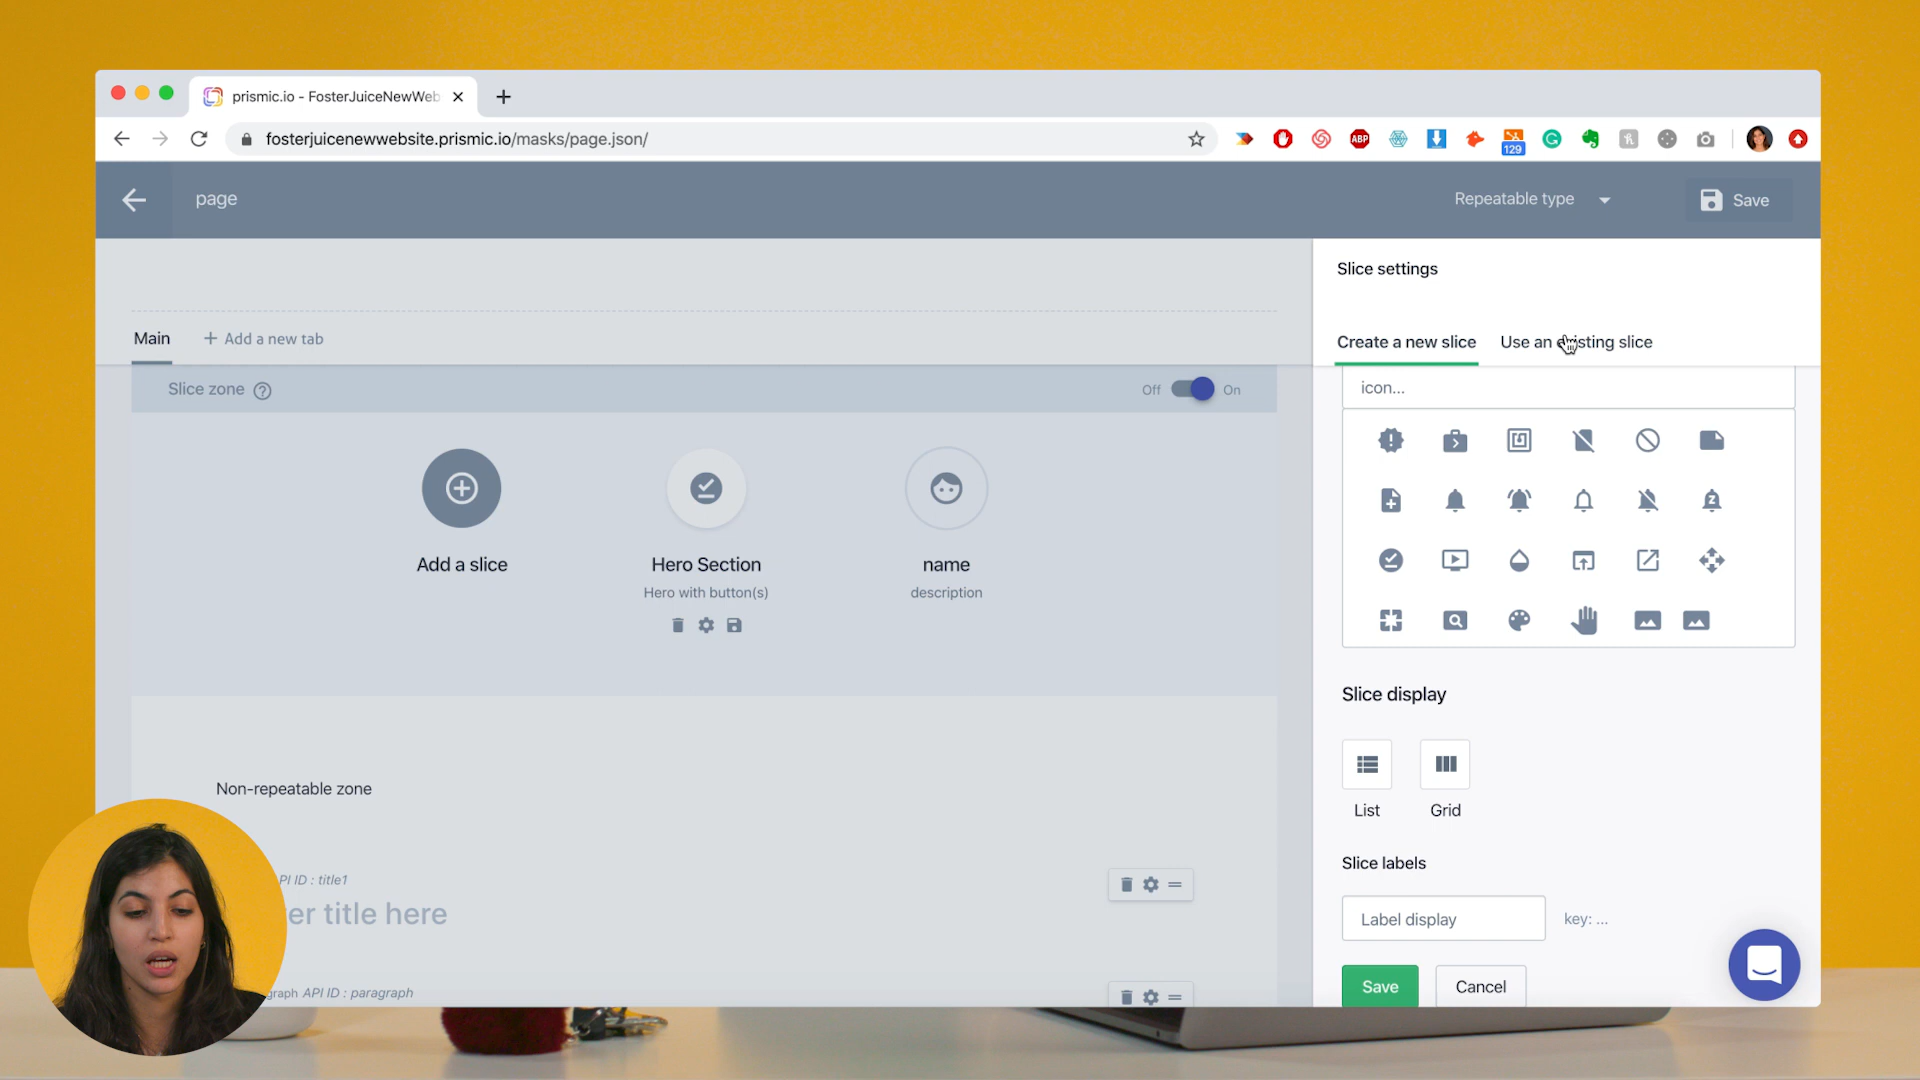 prismic.io - FosterJuiceNewWeb
fosterjuicenewwebsite.prismic.io/masks/page.json/
ABP
129
page
Repeatable type
Save
Slice settings
Main
Add a new tab
Create a new slice
Use an existing slice
Slice zone
Off
On
icon...
Add a slice
Hero Section
name
Hero with button(s)
description
Slice display
List
Grid
Non-repeatable zone
Slice labels
PI ID : title1
er title here
Label display
key: ...
graph API ID : paragraph
Save
Cancel